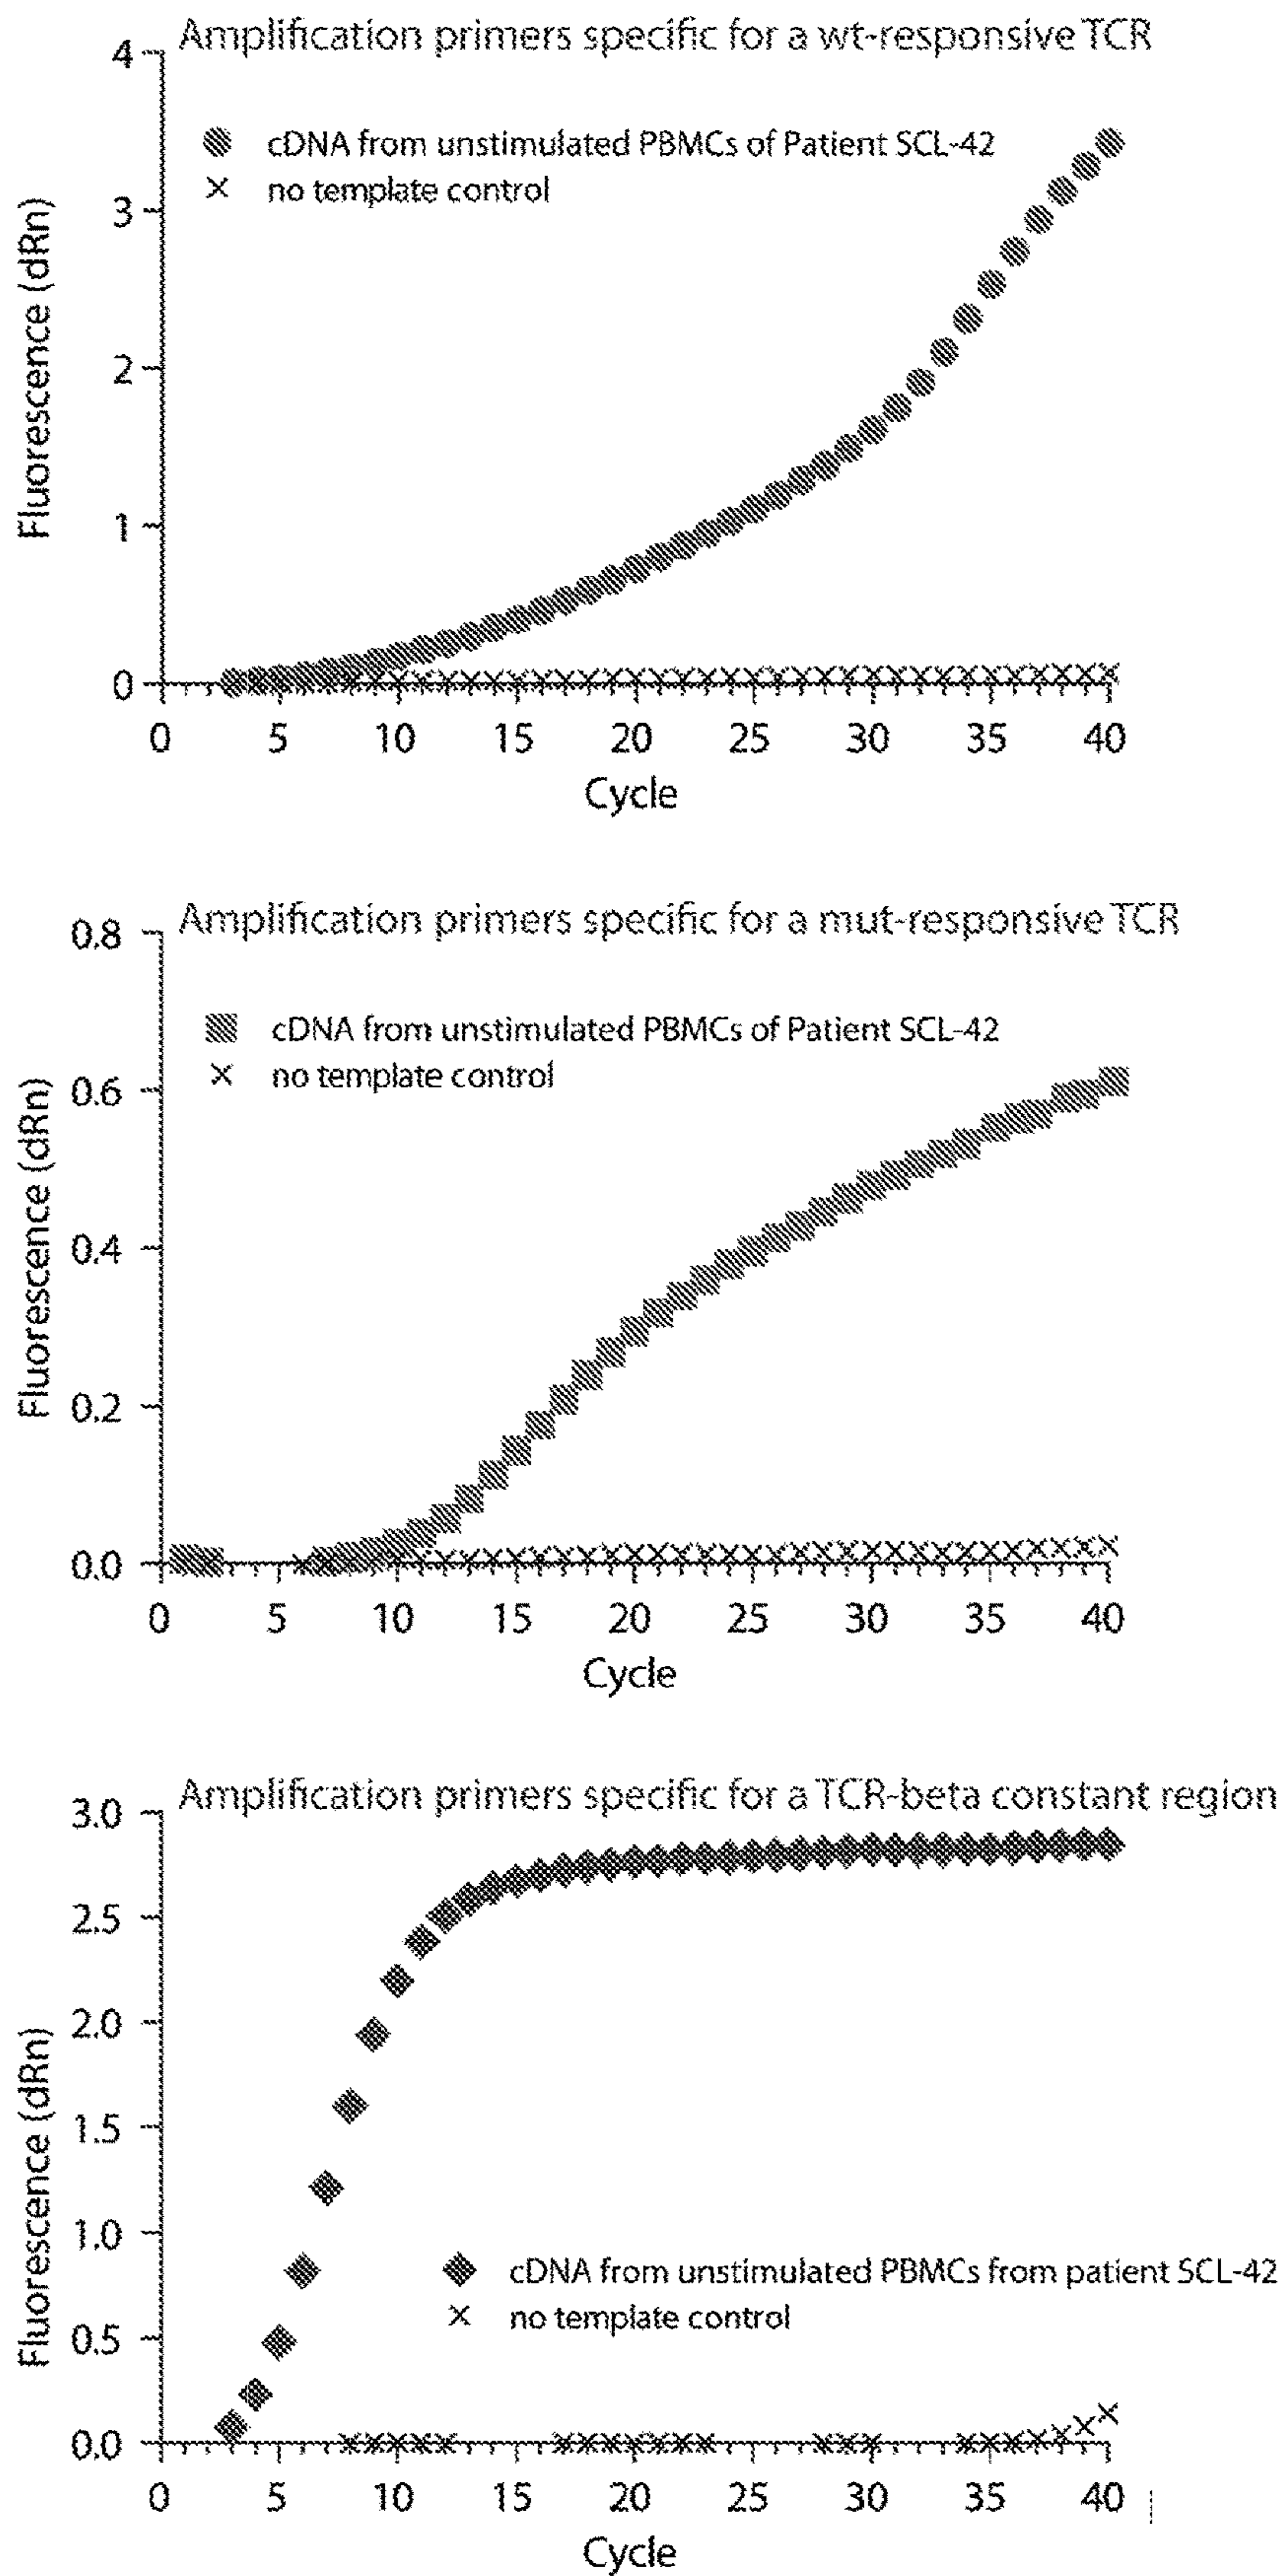 Amplification primers specific for a wt-responsive TCR
4
cDNA from unstimulated PBMCs of Patient SCL-42
no template control
3
2
1
0
Fluorescence (dRn)
0 5 10 15 20 25 30 35 40
Cycle
Amplification primers specific for a mut-responsive TCR
0.8
cDNA from unstimulated PBMCs of Patient SCL-42
no template control
0.6
0.4
0.2
0.0
Fluorescence (dRn)
0 5 10 15 20 25 30 35 40
Cycle
Amplification primers specific for a TCR-beta constant region
3.0
2.5
2.0
1.5
1.0
cDNA from unstimulated PBMCs from patient SCL-42
no template control
0.5
0.0
Fluorescence (dRn)
0 5 10 15 20 25 30 35 40
Cycle